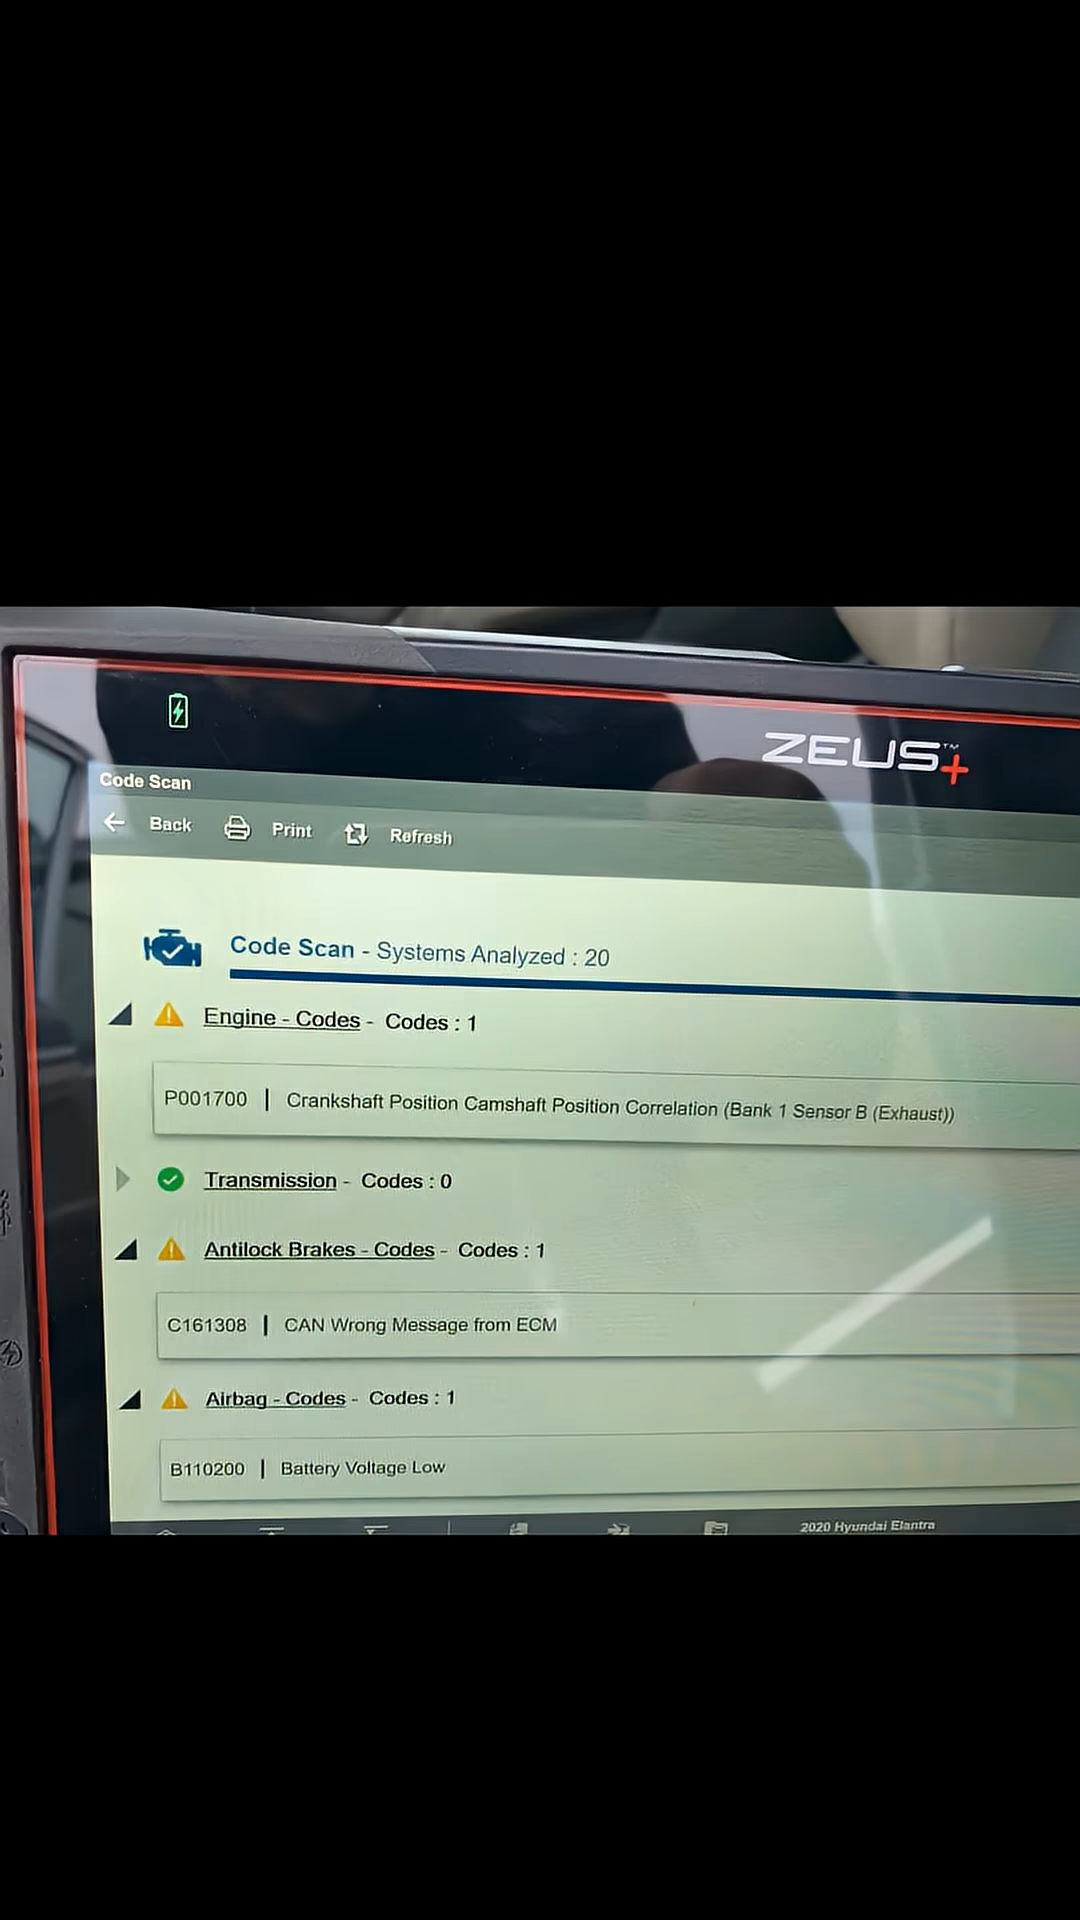 ZEUS™+
Code Scan
Back Print Refresh
Code Scan - Systems Analyzed : 20
Engine - Codes - Codes : 1
P001700 | Crankshaft Position Camshaft Position Correlation (Bank 1 Sensor B (Exhaust))
Transmission - Codes : 0
Antilock Brakes - Codes - Codes : 1
C161308 | CAN Wrong Message from ECM
Airbag - Codes - Codes : 1
B110200 | Battery Voltage Low
2020 Hyundai Elantra